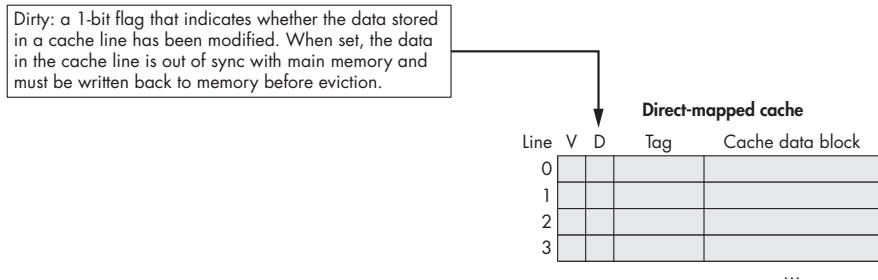 Dirty: a 1-bit flag that indicates whether the data stored
in a cache line has been modified. When set, the data
in the cache line is out of sync with main memory and
must be written back to memory before eviction.
Direct-mapped cache
Line V D Tag Cache data block
0
1
2
3
...